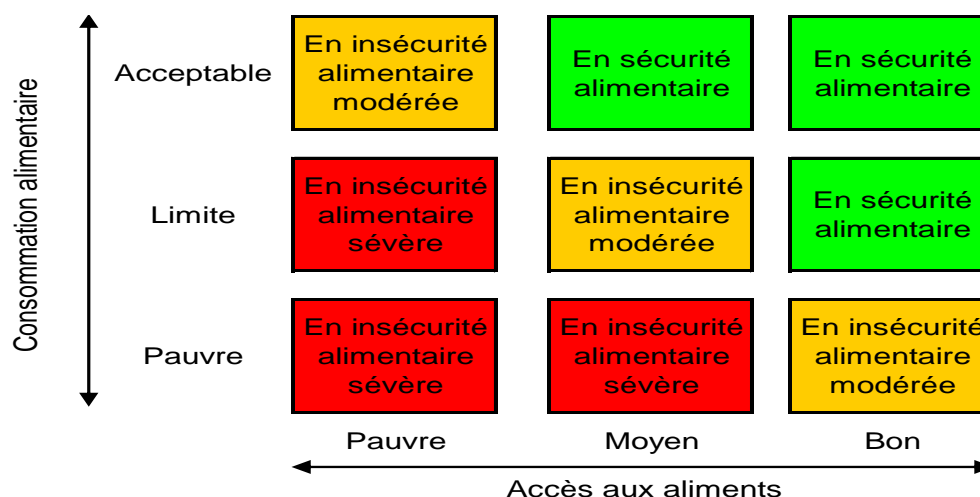 Consommation alimentaire
Acceptable
En insécurité
alimentaire
modérée
En sécurité
alimentaire
En sécurité
alimentaire
Limite
En insécurité
alimentaire
sévère
En insécurité
alimentaire
modérée
En sécurité
alimentaire
Pauvre
En insécurité
alimentaire
sévère
En insécurité
alimentaire
sévère
En insécurité
alimentaire
modérée
Pauvre
Moyen
Bon
Accès aux aliments